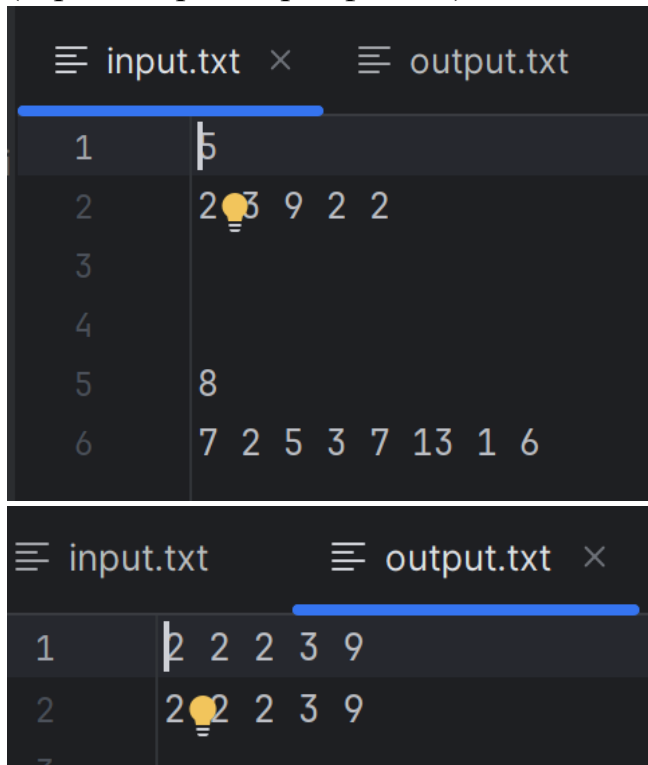 input.txt × output.txt
1 5
2 2 3 9 2 2
3
4
5 8
6 7 2 5 3 7 13 1 6
input.txt output.txt ×
1 2 2 2 3 9
2 2 2 2 3 9